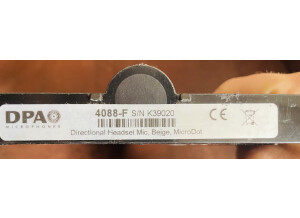 DPA
MICROPHONES
4088-F S/N K39020
Directional Headset Mic, Beige, MicroDot
CE